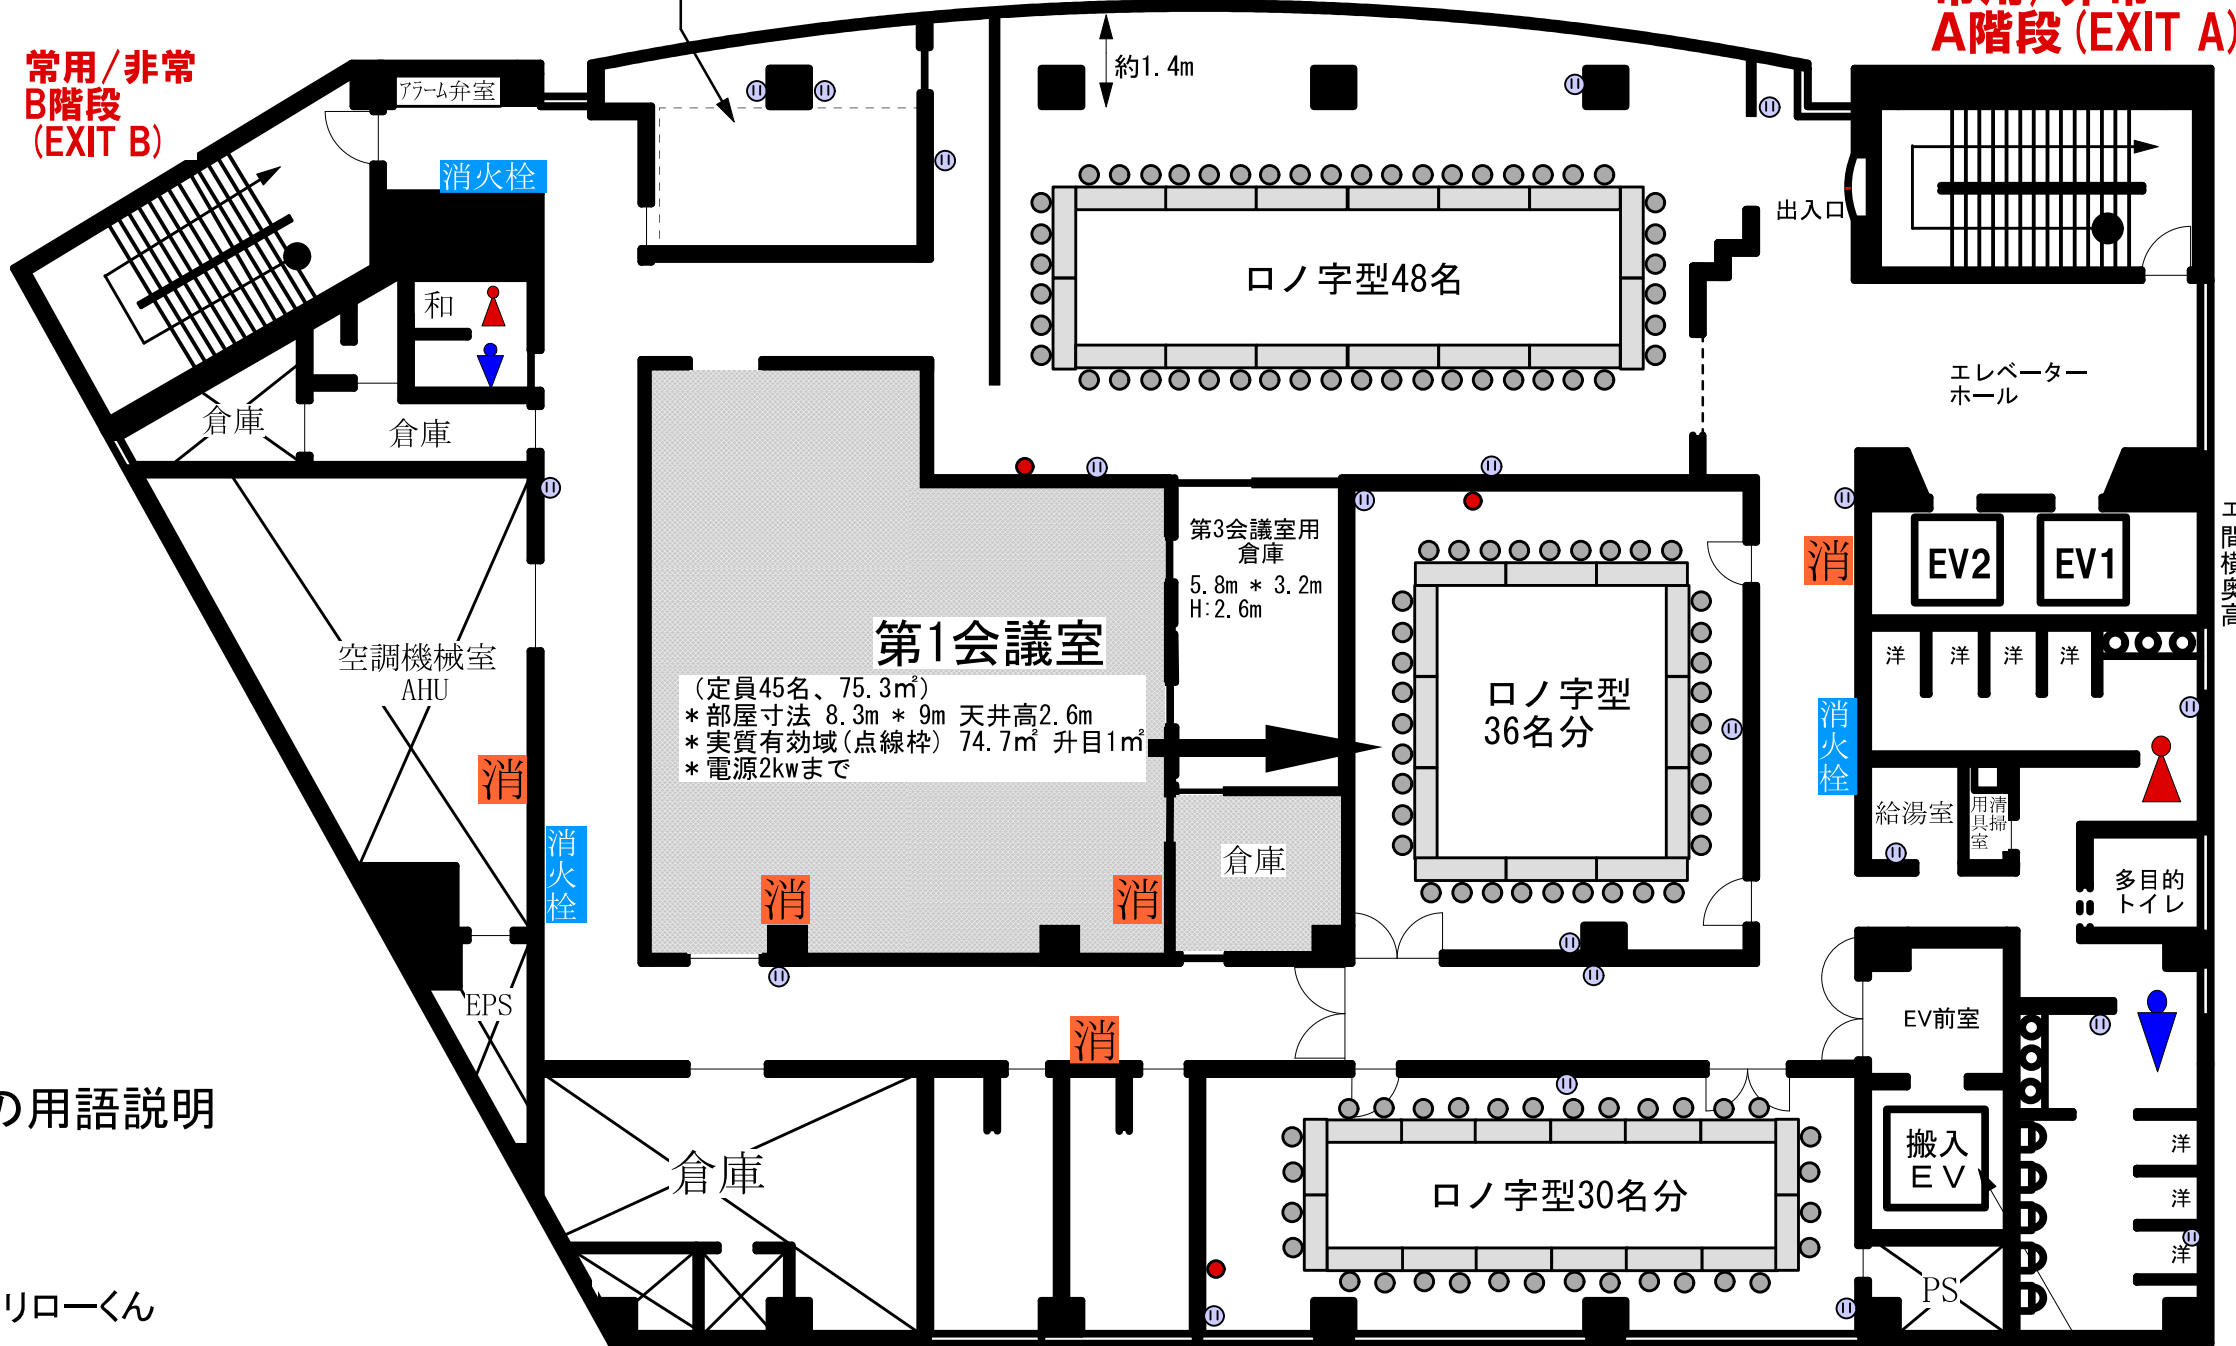 常用/非常
B階段
(EXIT B)
アラーム弁室
消火栓
約1.4m
A階段(EXIT A)
出入口
和
ロノ字型48名
エレベーター
ホール
倉庫
倉庫
第3会議室用
倉庫
5.8m * 3.2m
H:2.6m
消
EV2
EV1
空調機械室
AHU
第1会議室
(定員45名、75.3㎡)
*部屋寸法 8.3m * 9m 天井高2.6m
*実質有効域(点線枠) 74.7㎡ 升目1㎡
*電源2kwまで
ロノ字型
36名分
洋
洋
洋
洋
消火栓
消
消火栓
給湯室
清掃
用具室
倉庫
消
消
多目的
トイレ
EPS
EV前室
消
の用語説明
倉庫
ロノ字型30名分
搬入
EV
洋
洋
洋
PS
リローくん